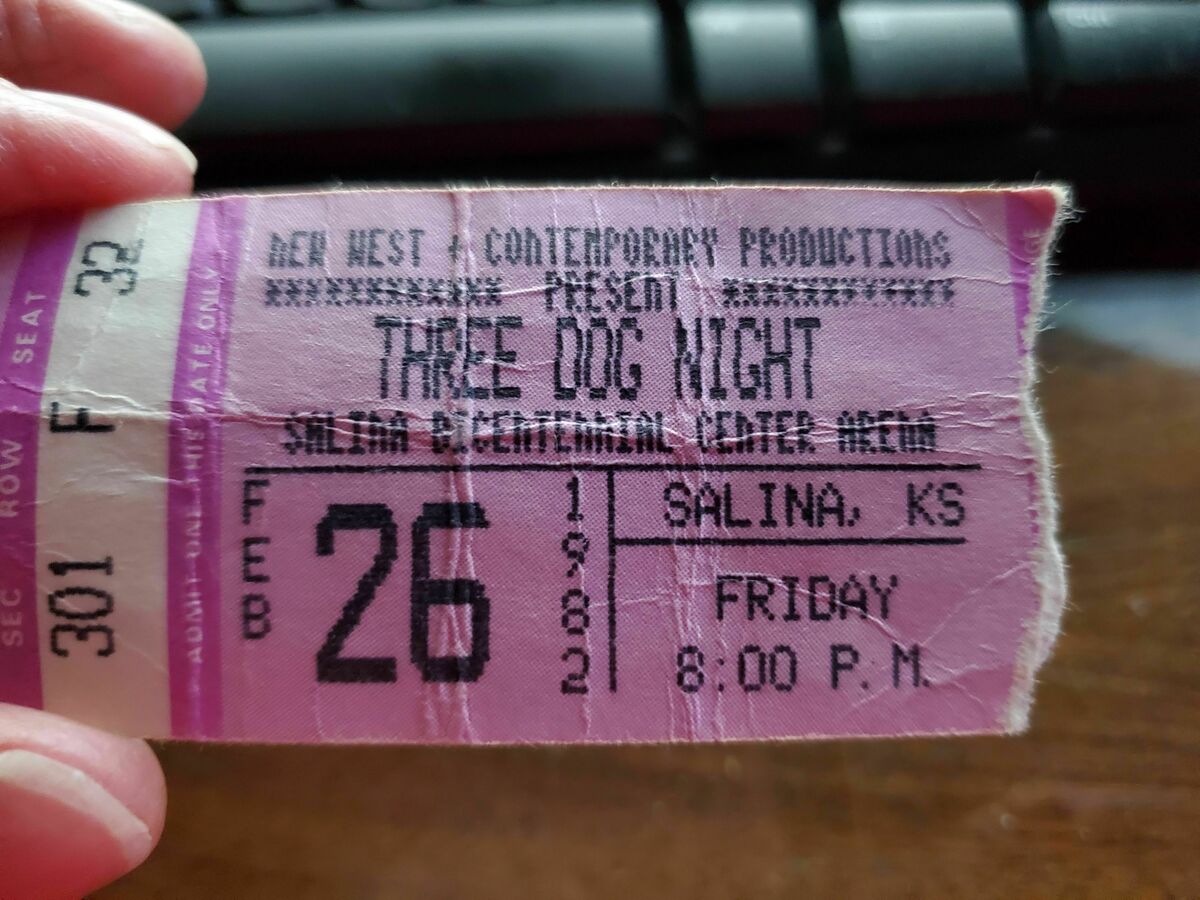 NEW WEST + CONTEMPORARY PRODUCTIONS
************* PRESENT *************
THREE DOG NIGHT
SALINA BICENTENNIAL CENTER ARENA
FEB 26 1982
SALINA, KS
FRIDAY
8:00 P.M.
SEC ROW SEAT
301 F 32
ADMIT ONE THIS DATE ONLY